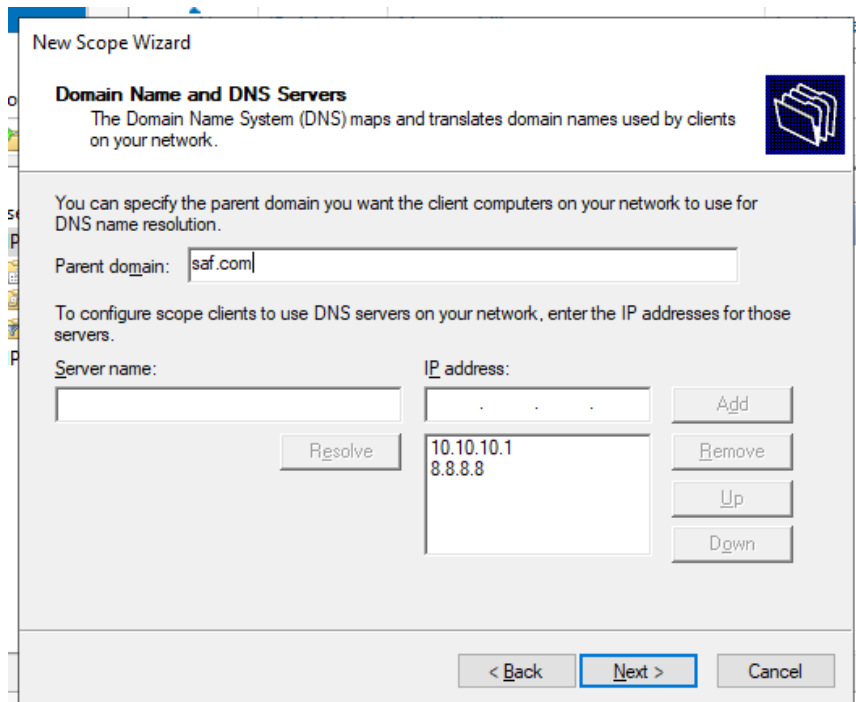 New Scope Wizard
Domain Name and DNS Servers
The Domain Name System (DNS) maps and translates domain names used by clients
on your network.
You can specify the parent domain you want the client computers on your network to use for
DNS name resolution.
Parent domain: saf.com
To configure scope clients to use DNS servers on your network, enter the IP addresses for those
servers.
Server name: IP address:
. . . Add
Resolve 10.10.10.1 Remove
8.8.8.8
Up
Down
< Back Next > Cancel